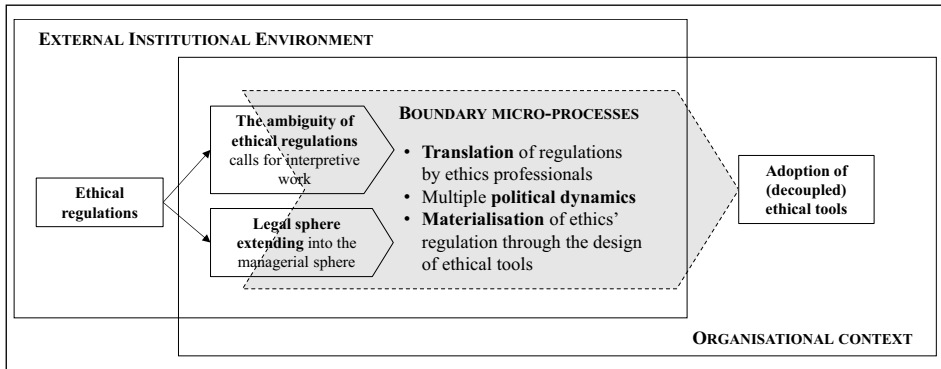 EXTERNAL INSTITUTIONAL ENVIRONMENT
Ethical
regulations
The ambiguity of
ethical regulations
calls for interpretive
work
Legal sphere
extending into the
managerial sphere
BOUNDARY MICRO-PROCESSES
• Translation of regulations
by ethics professionals
• Multiple political dynamics
• Materialisation of ethics'
regulation through the design
of ethical tools
Adoption of
(decoupled)
ethical tools
ORGANISATIONAL CONTEXT